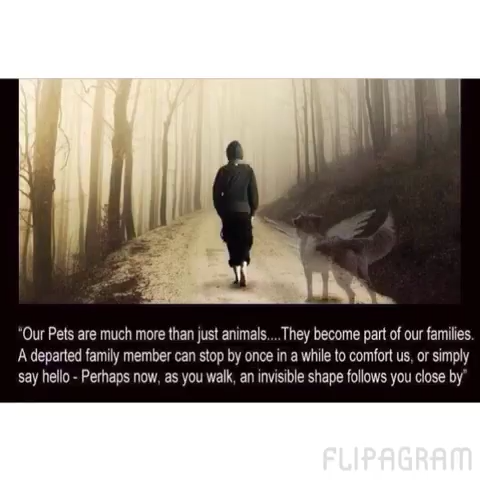 “Our Pets are much more than just animals....They become part of our families.
A departed family member can stop by once in a while to comfort us, or simply
say hello - Perhaps now, as you walk, an invisible shape follows you close by”
FLIPAGRAM